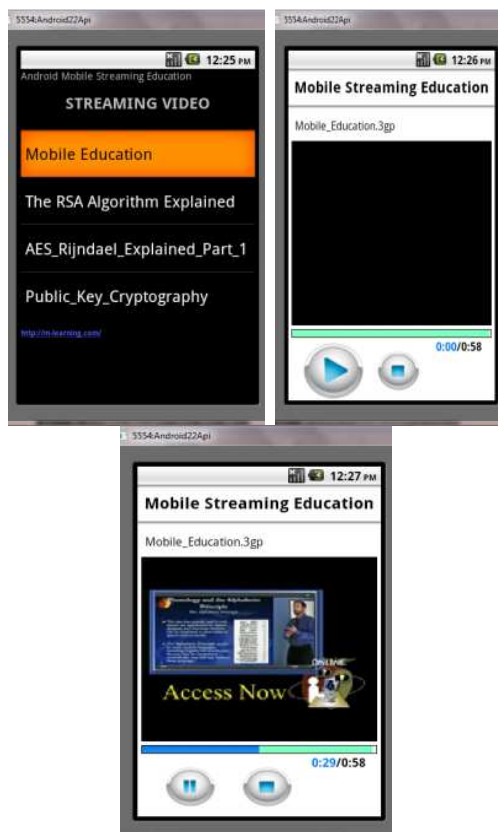 5554:Android22Api
12:25 PM
Android Mobile Streaming Education
STREAMING VIDEO
Mobile Education
The RSA Algorithm Explained
AES_Rijndael_Explained_Part_1
Public_Key_Cryptography
http://m-learning.com/
5554:Android22Api
12:26 PM
Mobile Streaming Education
Mobile_Education.3gp
0:00/0:58
5554:Android22Api
12:27 PM
Mobile Streaming Education
Mobile_Education.3gp
Principle
ONLINE
Access Now
0:29/0:58